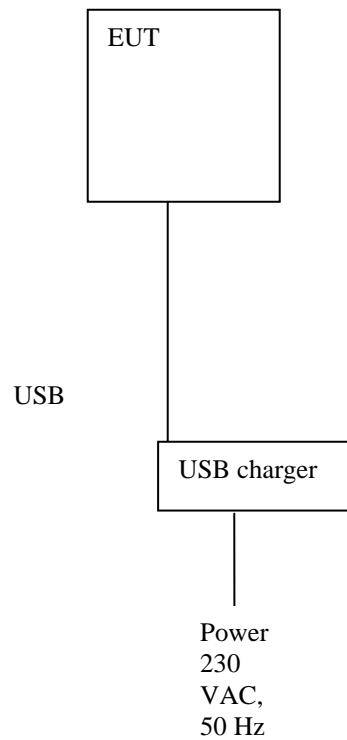 EUT
USB
USB charger
Power
230
VAC,
50 Hz